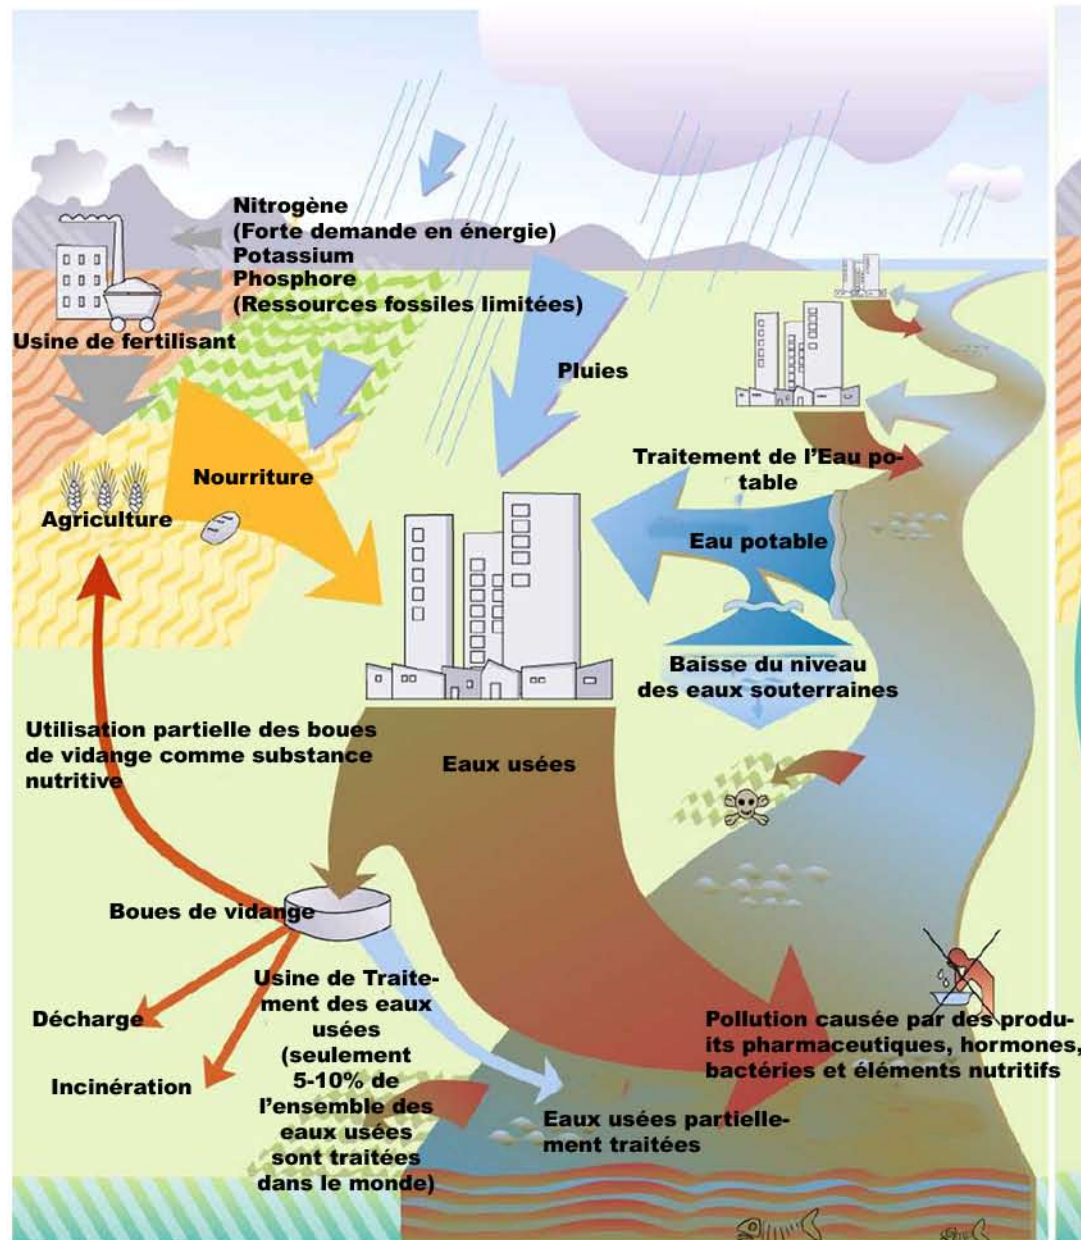 Nitrogène
(Forte demande en énergie)
Potassium
Phosphore
(Ressources fossiles limitées)
Usine de fertilisant
Pluies
Nourriture
Agriculture
Traitement de l'Eau po-
table
Eau potable
Baisse du niveau
des eaux souterraines
Utilisation partielle des boues
de vidange comme substance
nutritive
Eaux usées
Boues de vidange
Décharge
Incinération
Usine de Traite-
ment des eaux
usées
(seulement
5-10% de
l'ensemble des
eaux usées
sont traitées
dans le monde)
Eaux usées partielle-
ment traitées
Pollution causée par des produ-
its pharmaceutiques, hormones,
bactéries et éléments nutritifs